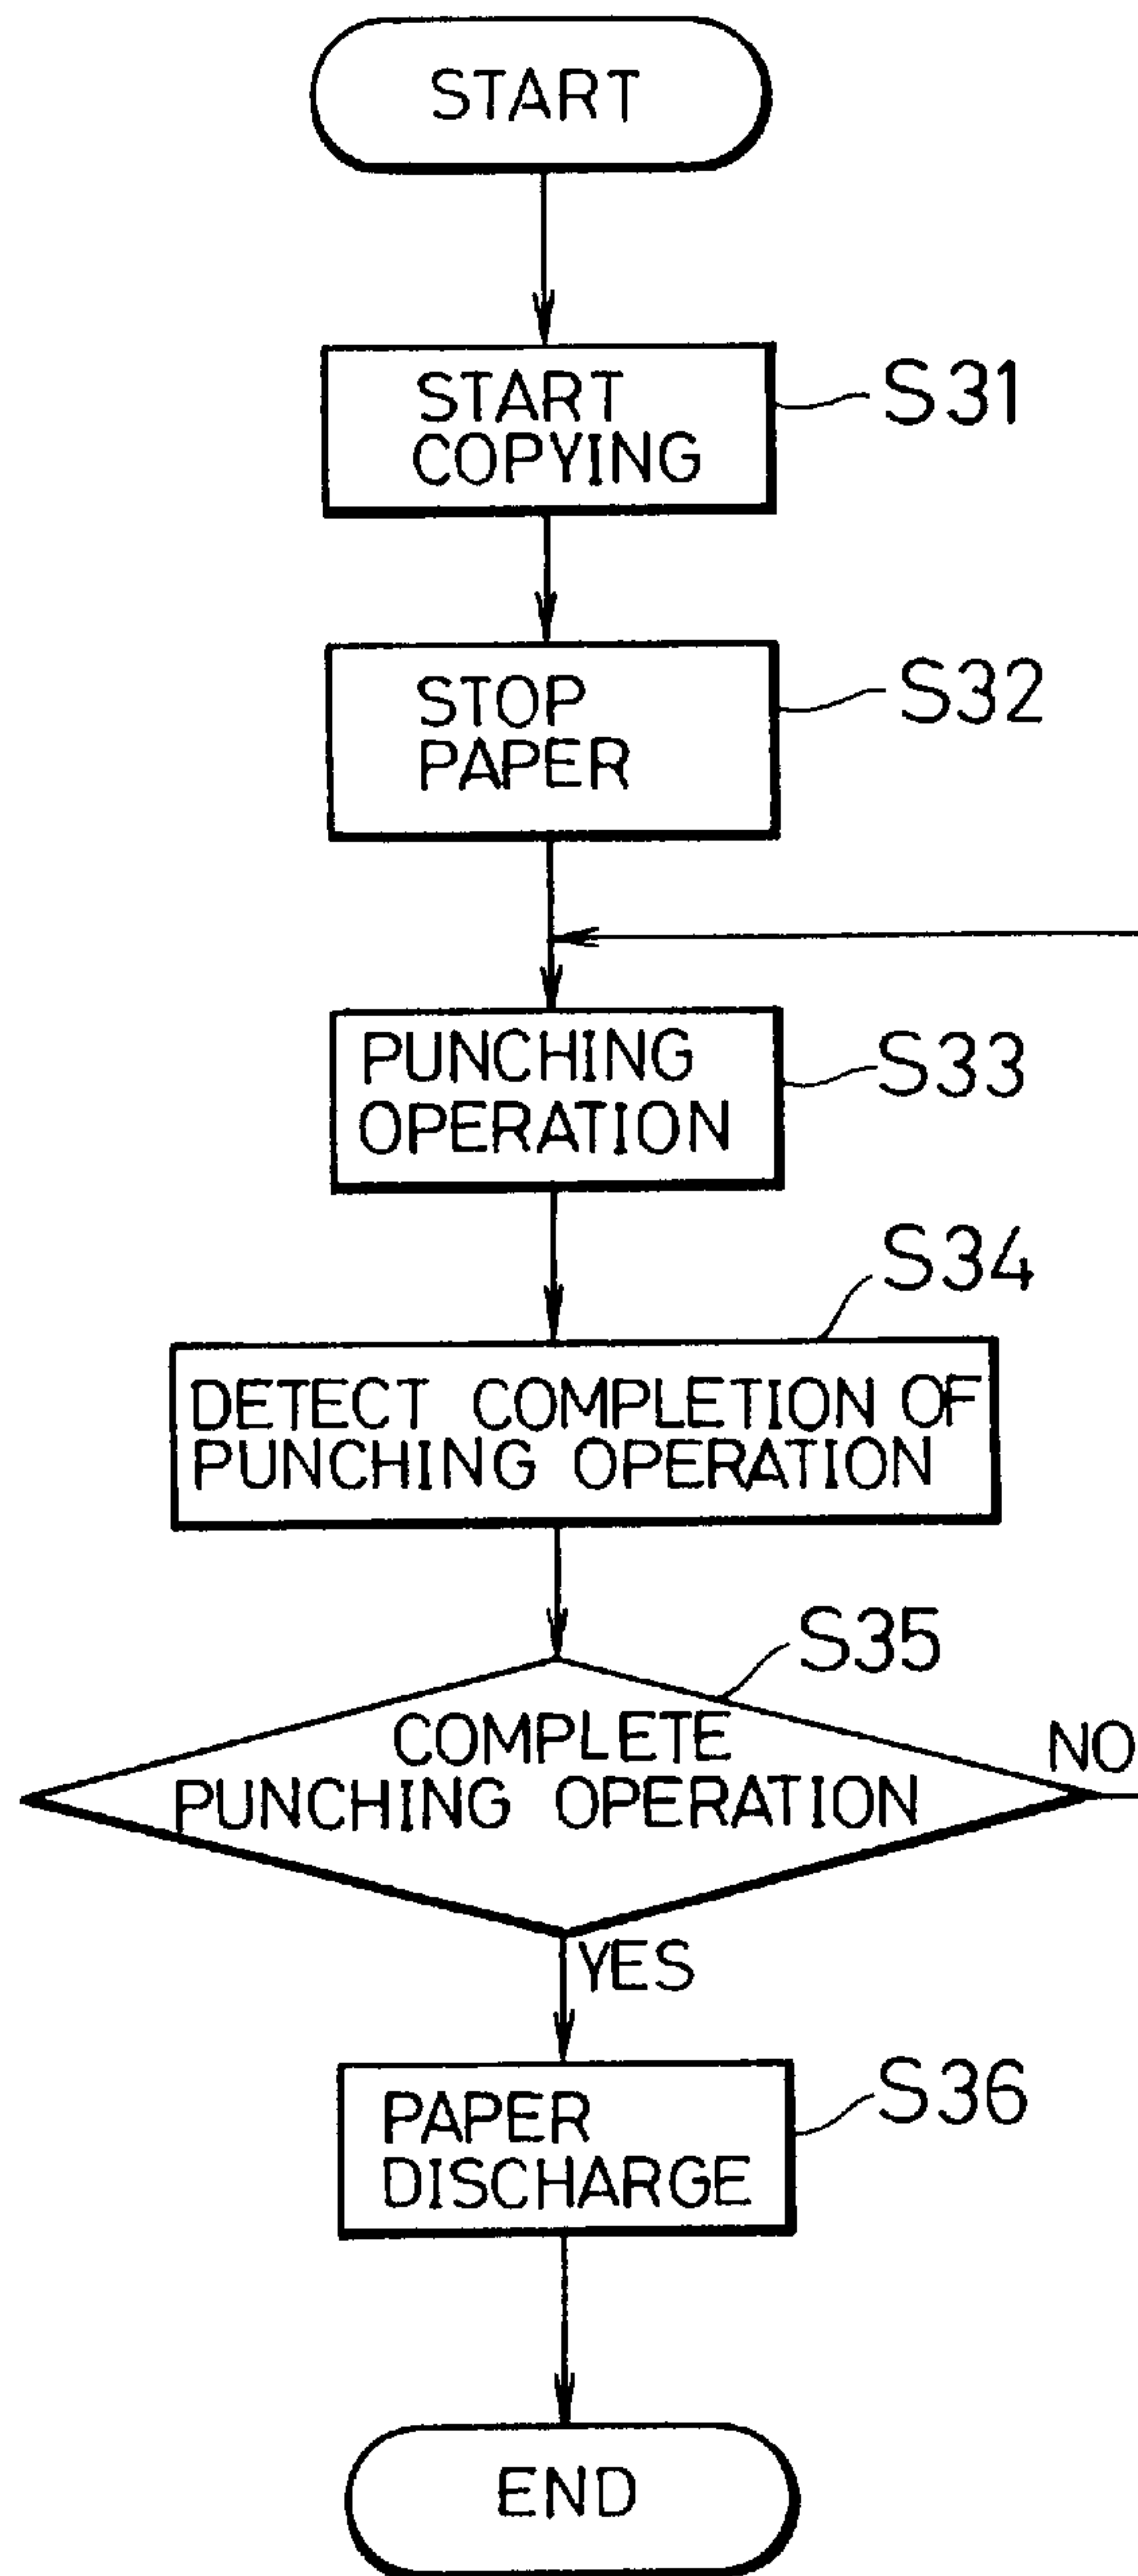 START
START
COPYING
S31
STOP
PAPER
S32
PUNCHING
OPERATION
S33
S34
DETECT COMPLETION OF
PUNCHING OPERATION
S35
COMPLETE
PUNCHING OPERATION
NO
YES
PAPER
DISCHARGE
S36
END